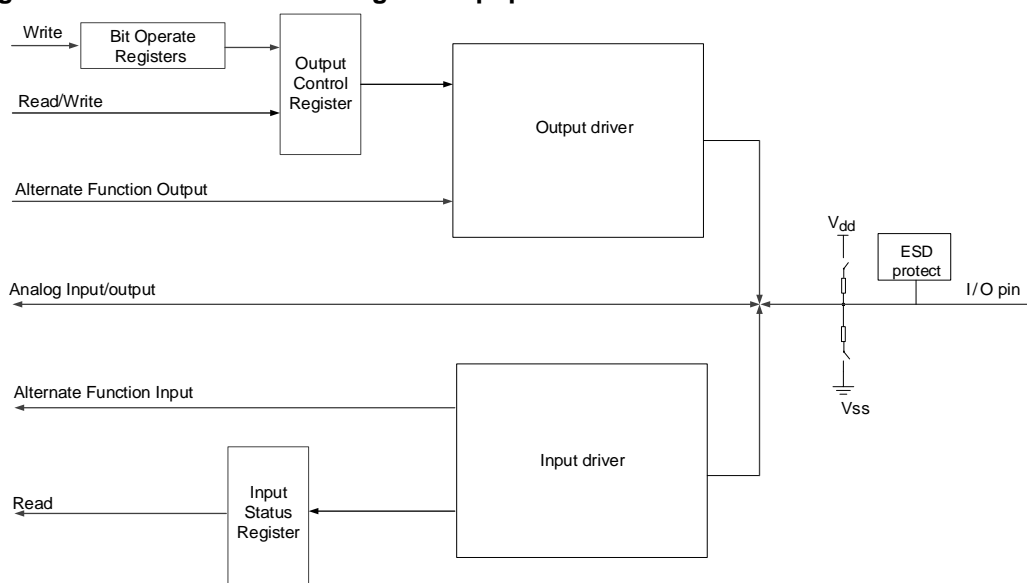 Write
Bit Operate
Registers
Output
Control
Register
Read/Write
Output driver
Alternate Function Output
Vdd
ESD
protect
Analog Input/output
I/O pin
Vss
Alternate Function Input
Input driver
Read
Input
Status
Register